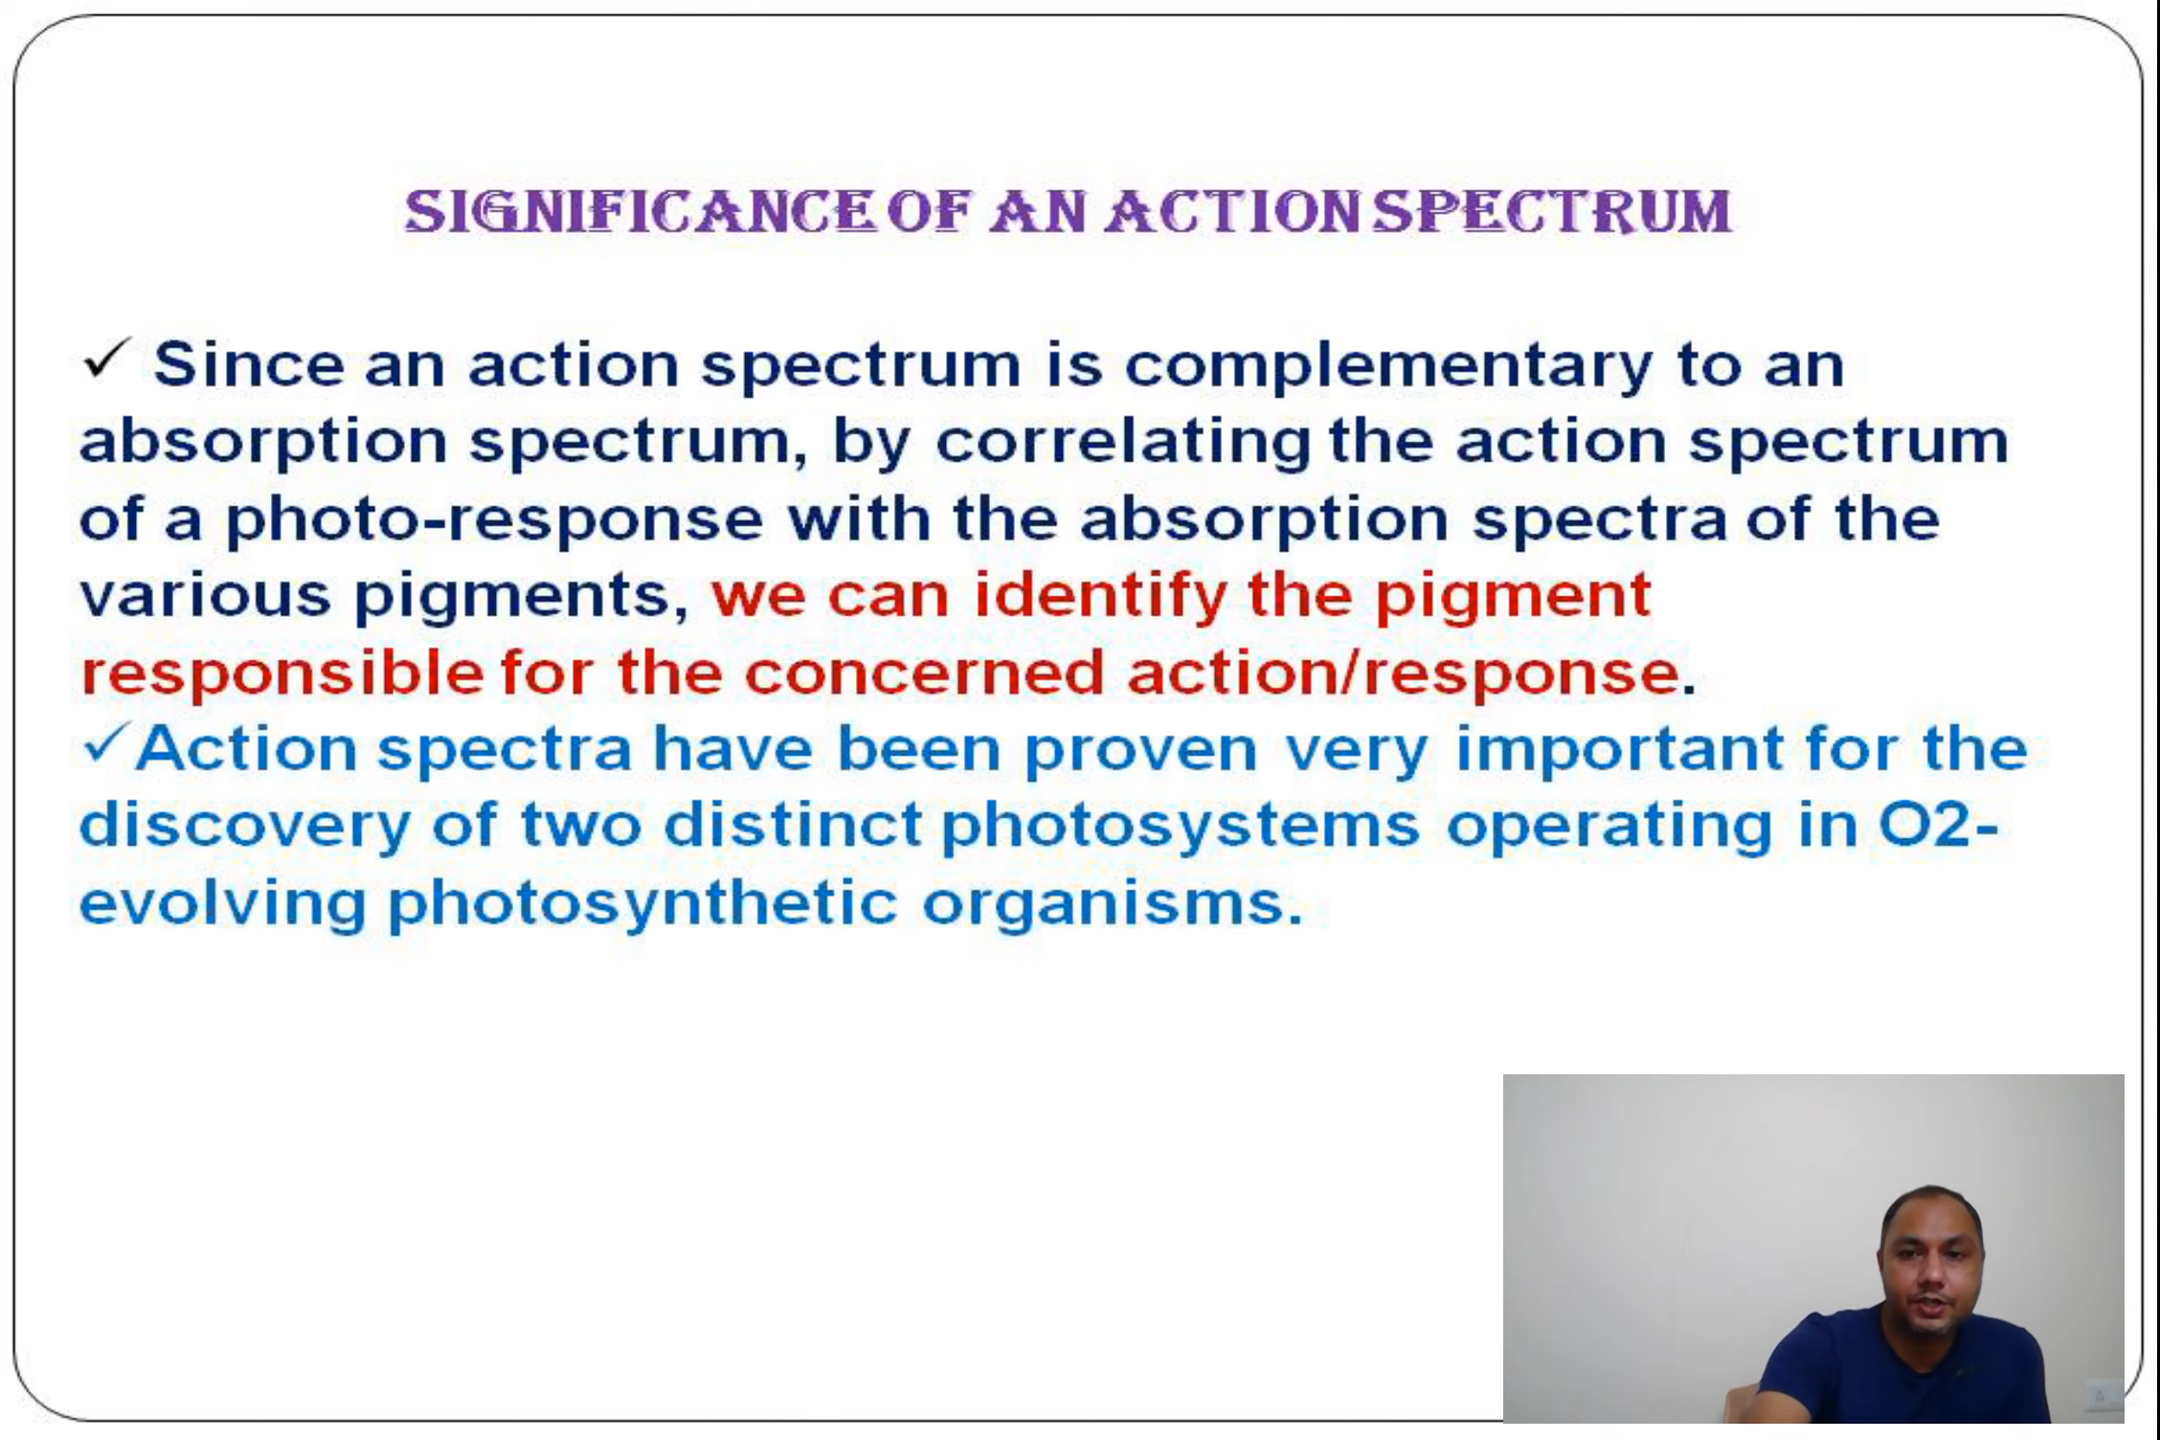 SIGNIFICANCE OF AN ACTION SPECTRUM
✓ Since an action spectrum is complementary to an
absorption spectrum, by correlating the action spectrum
of a photo-response with the absorption spectra of the
various pigments, we can identify the pigment
responsible for the concerned action/response.
✓Action spectra have been proven very important for the
discovery of two distinct photosystems operating in O2-
evolving photosynthetic organisms.